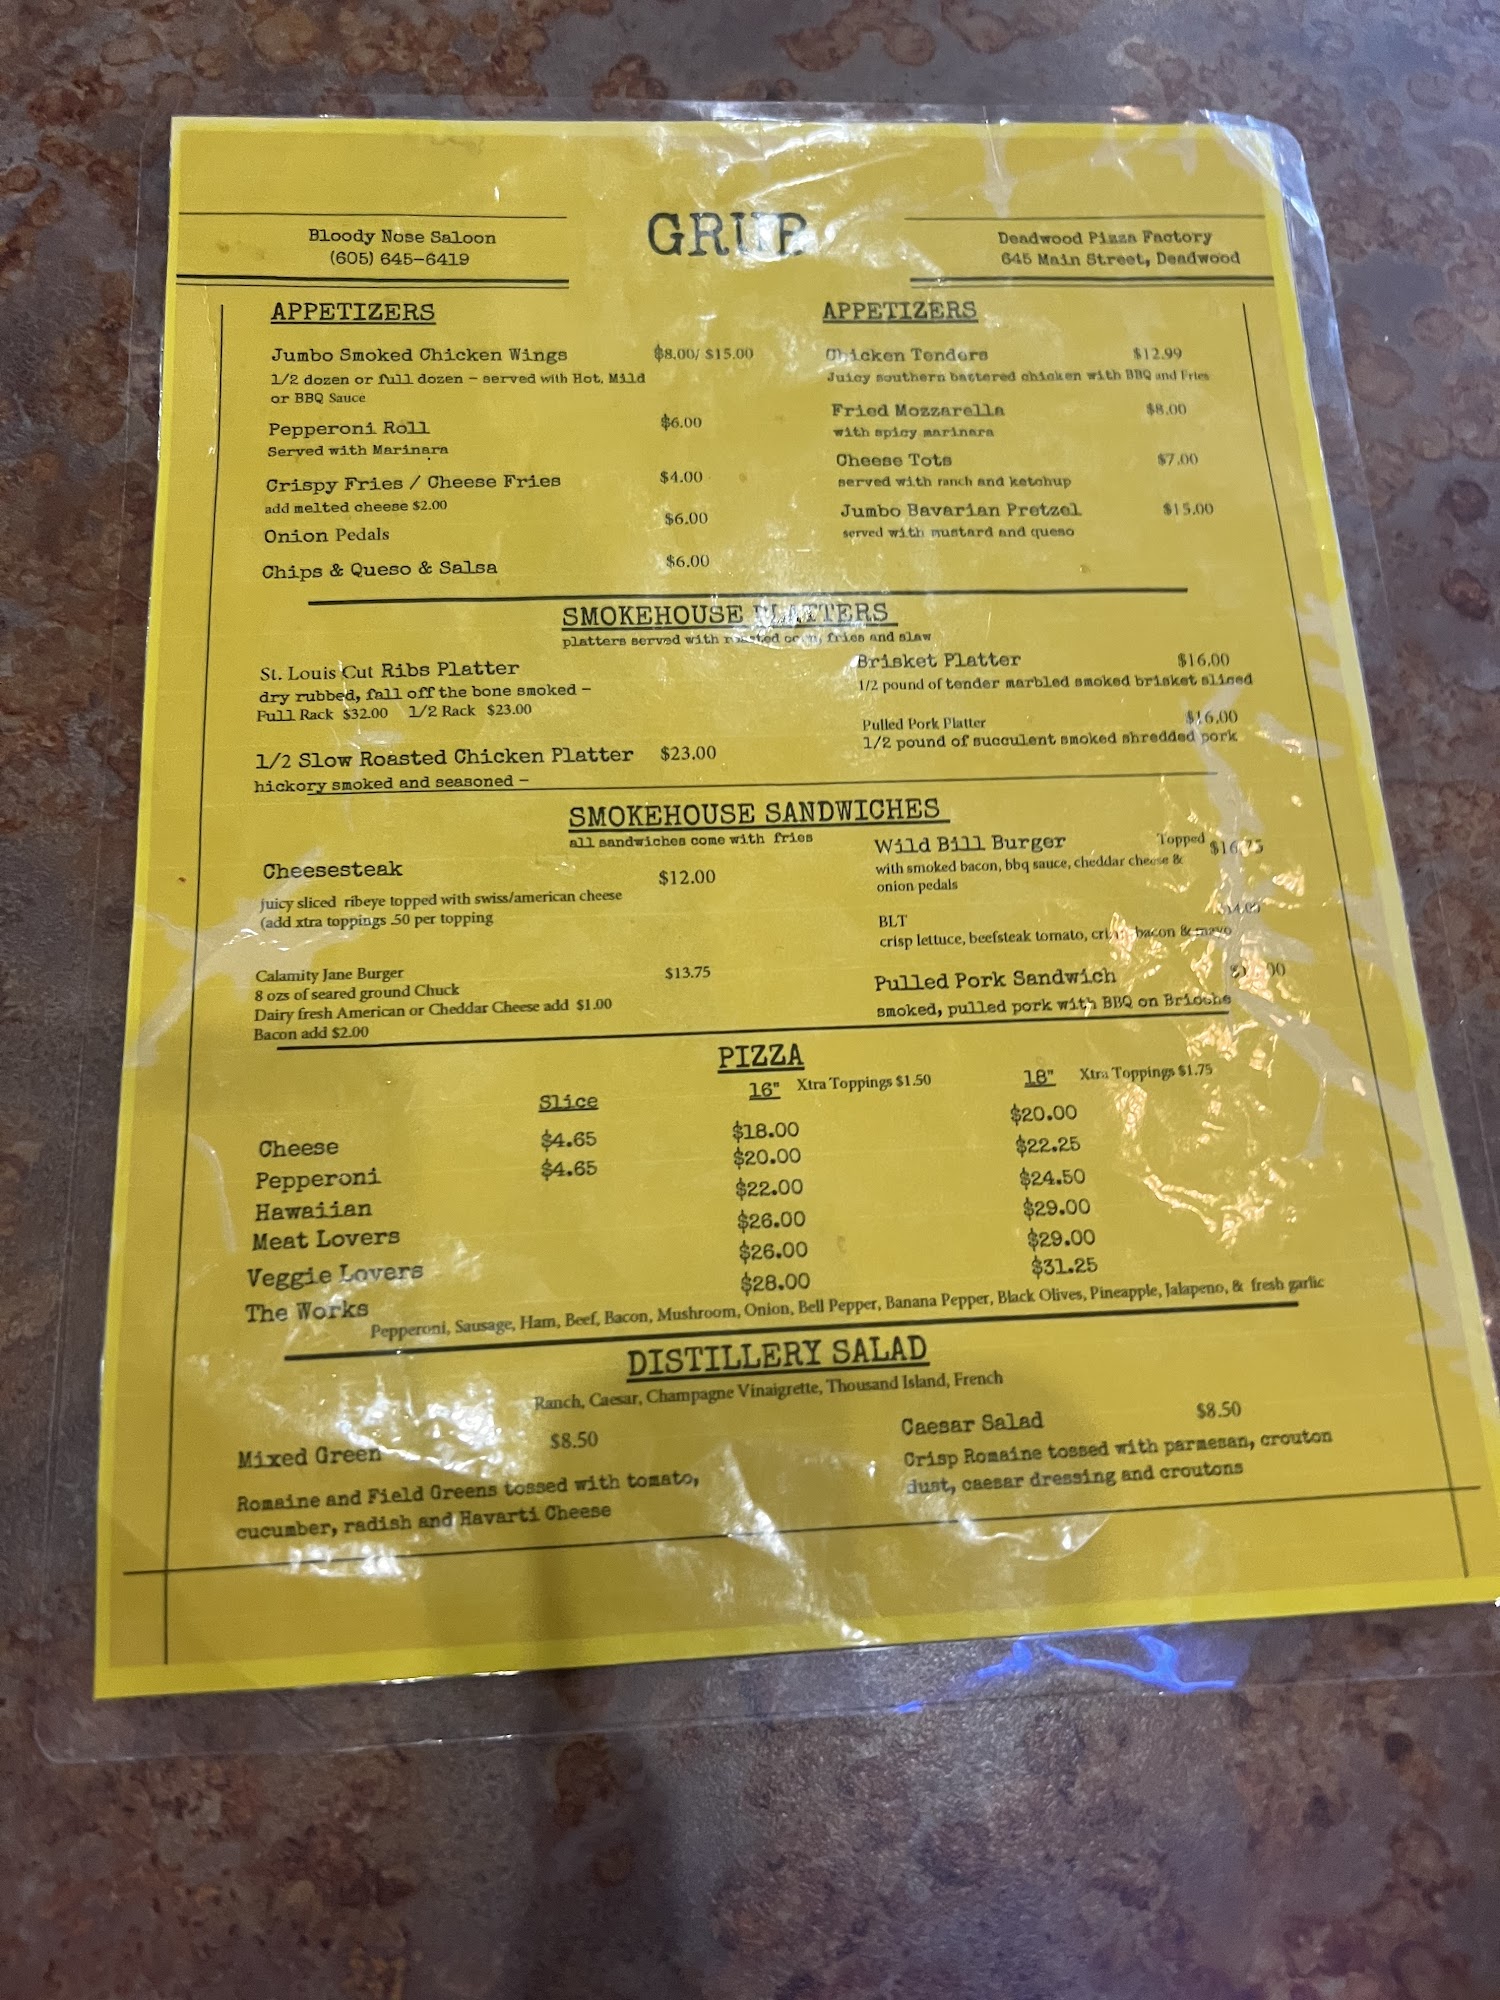 GRUB
Bloody Nose Saloon
(605) 645-6419
Deadwood Pizza Factory
645 Main Street, Deadwood
APPETIZERS
Jumbo Smoked Chicken Wings $8.00/ $15.00
1/2 dozen or full dozen - served with Hot, Mild
or BBQ Sauce
Pepperoni Roll $6.00
Served with Marinara
Crispy Fries / Cheese Fries $4.00
add melted cheese $2.00
Onion Pedals $6.00
Chips & Queso & Salsa $6.00
APPETIZERS
Chicken Tenders $12.99
Juicy southern battered chicken with BBQ and Fries
Fried Mozzarella $8.00
with spicy marinara
Cheese Tots $7.00
served with ranch and ketchup
Jumbo Bavarian Pretzel $15.00
served with mustard and queso
SMOKEHOUSE PLATTERS
platters served with roasted corn, fries and slaw
St. Louis Cut Ribs Platter
dry rubbed, fall off the bone smoked -
Full Rack $32.00 1/2 Rack $23.00
1/2 Slow Roasted Chicken Platter $23.00
hickory smoked and seasoned -
Brisket Platter $16.00
1/2 pound of tender marbled smoked brisket sliced
Pulled Pork Platter $16.00
1/2 pound of succulent smoked shredded pork
SMOKEHOUSE SANDWICHES
all sandwiches come with fries
Cheesesteak $12.00
juicy sliced ribeye topped with swiss/american cheese
(add xtra toppings .50 per topping
Calamity Jane Burger $13.75
8 ozs of seared ground Chuck
Dairy fresh American or Cheddar Cheese add $1.00
Bacon add $2.00
Wild Bill Burger Topped $16.75
with smoked bacon, bbq sauce, cheddar cheese &
onion pedals
BLT
crisp lettuce, beefsteak tomato, crispy bacon & mayo
Pulled Pork Sandwich
smoked, pulled pork with BBQ on Brioche
PIZZA
Slice 16" Xtra Toppings $1.50 18" Xtra Toppings $1.75
Cheese $4.65 $18.00 $20.00
Pepperoni $4.65 $20.00 $22.25
Hawaiian $22.00 $24.50
Meat Lovers $26.00 $29.00
Veggie Lovers $26.00 $29.00
The Works $28.00 $31.25
Pepperoni, Sausage, Ham, Beef, Bacon, Mushroom, Onion, Bell Pepper, Banana Pepper, Black Olives, Pineapple, Jalapeno, & fresh garlic
DISTILLERY SALAD
Ranch, Caesar, Champagne Vinaigrette, Thousand Island, French
Mixed Green $8.50
Romaine and Field Greens tossed with tomato,
cucumber, radish and Havarti Cheese
Caesar Salad $8.50
Crisp Romaine tossed with parmesan, crouton
dust, caesar dressing and croutons